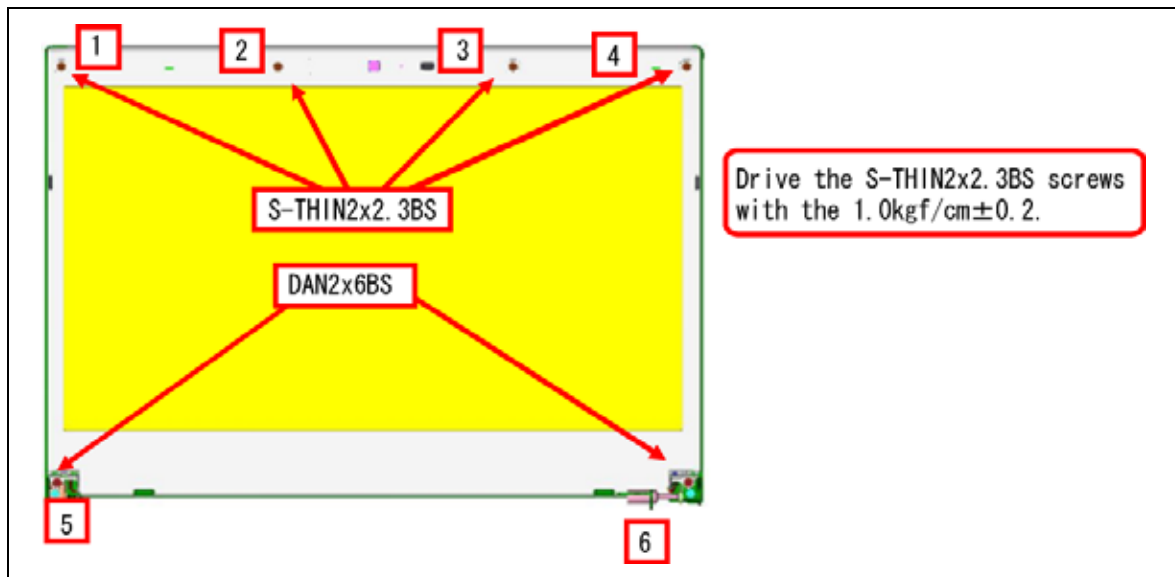 1
2
3
4
S-THIN2x2.3BS
Drive the S-THIN2x2.3BS screws
with the 1.0kgf/cm±0.2.
DAN2x6BS
5
6